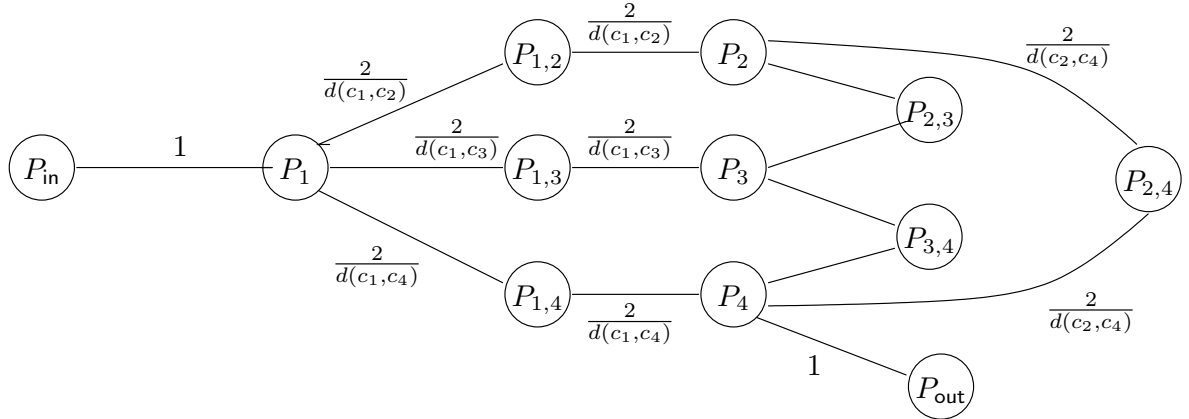 2/d(c₁,c₂)
P₁,₂
2/d(c₁,c₂)
P₂
2/d(c₂,c₄)
P₂,₃
1
2/d(c₁,c₃)
2/d(c₁,c₃)
P_in
P₁
P₁,₃
P₃
P₂,₄
P₃,₄
2/d(c₁,c₄)
P₁,₄
2/d(c₁,c₄)
P₄
2/d(c₂,c₄)
1
P_out